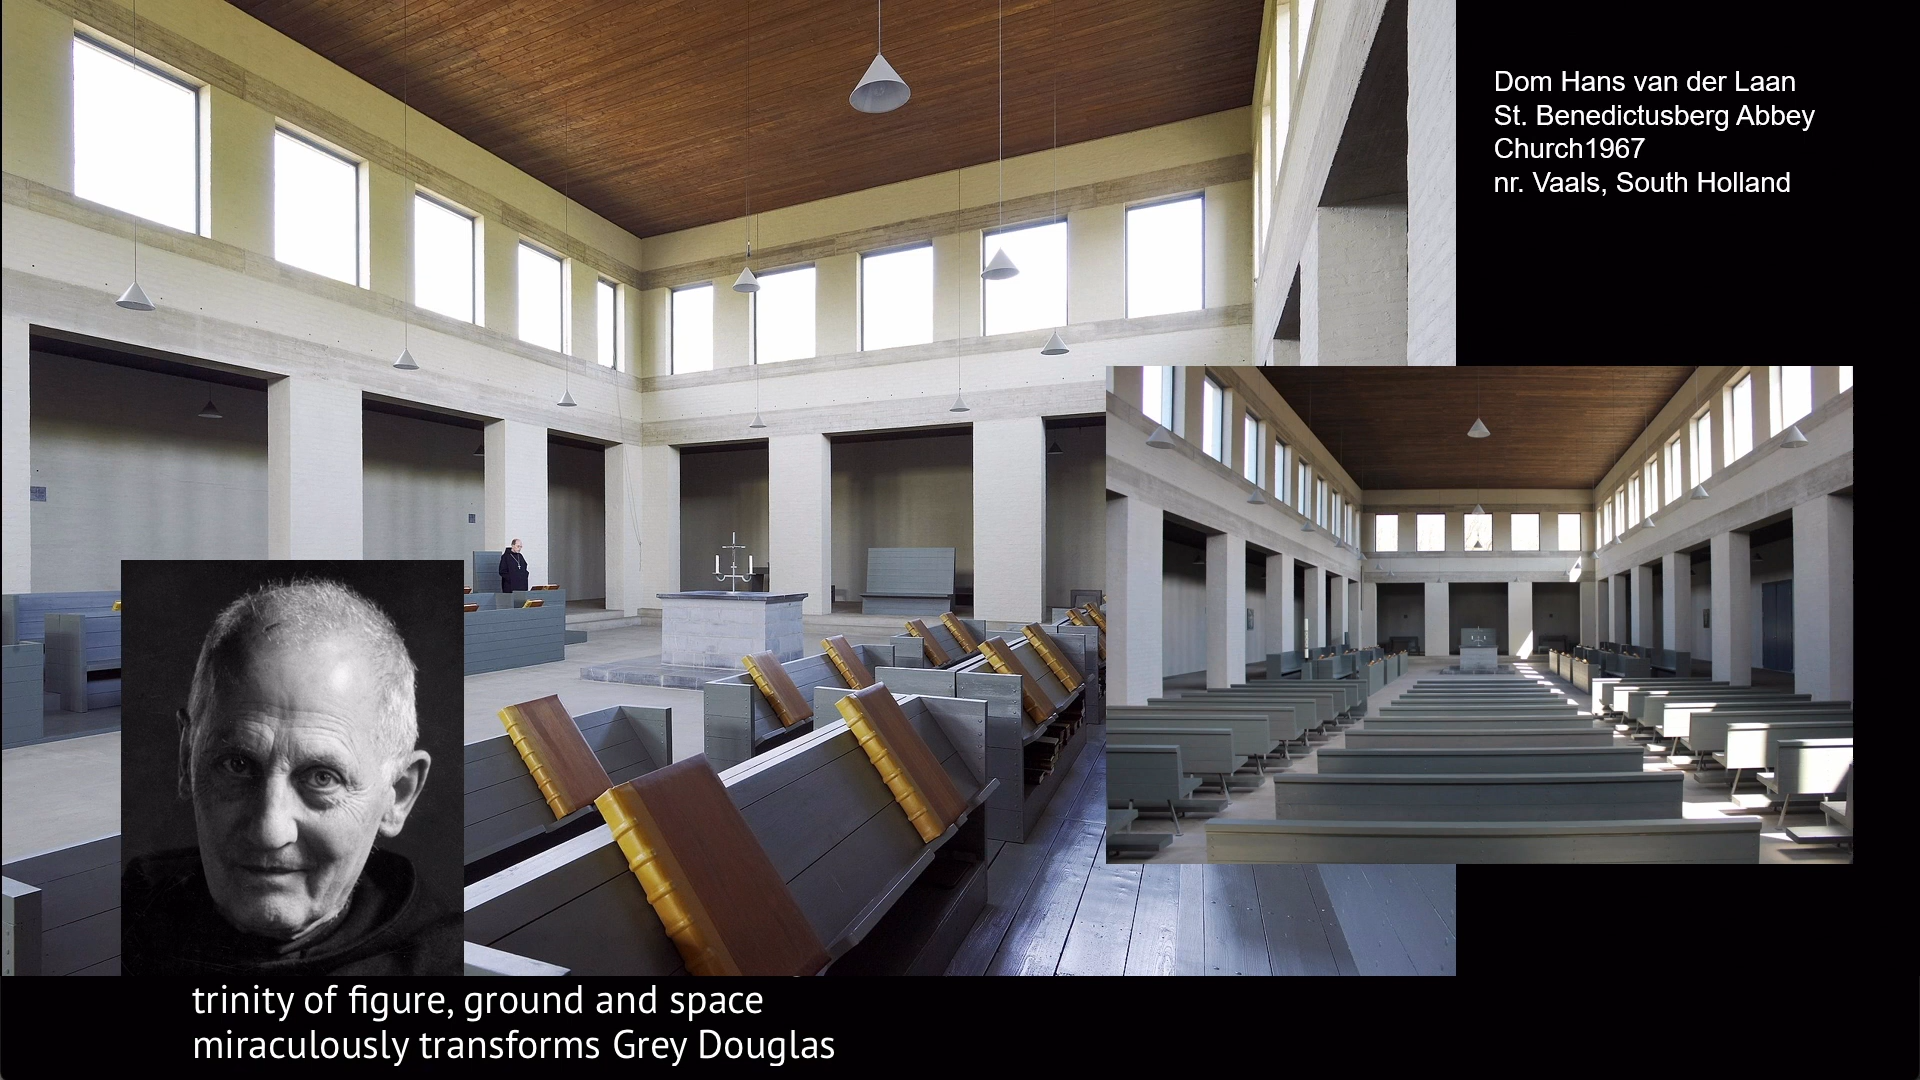 Dom Hans van der Laan
St. Benedictusberg Abbey
Church1967
nr. Vaals, South Holland
trinity of figure, ground and space
miraculously transforms Grey Douglas